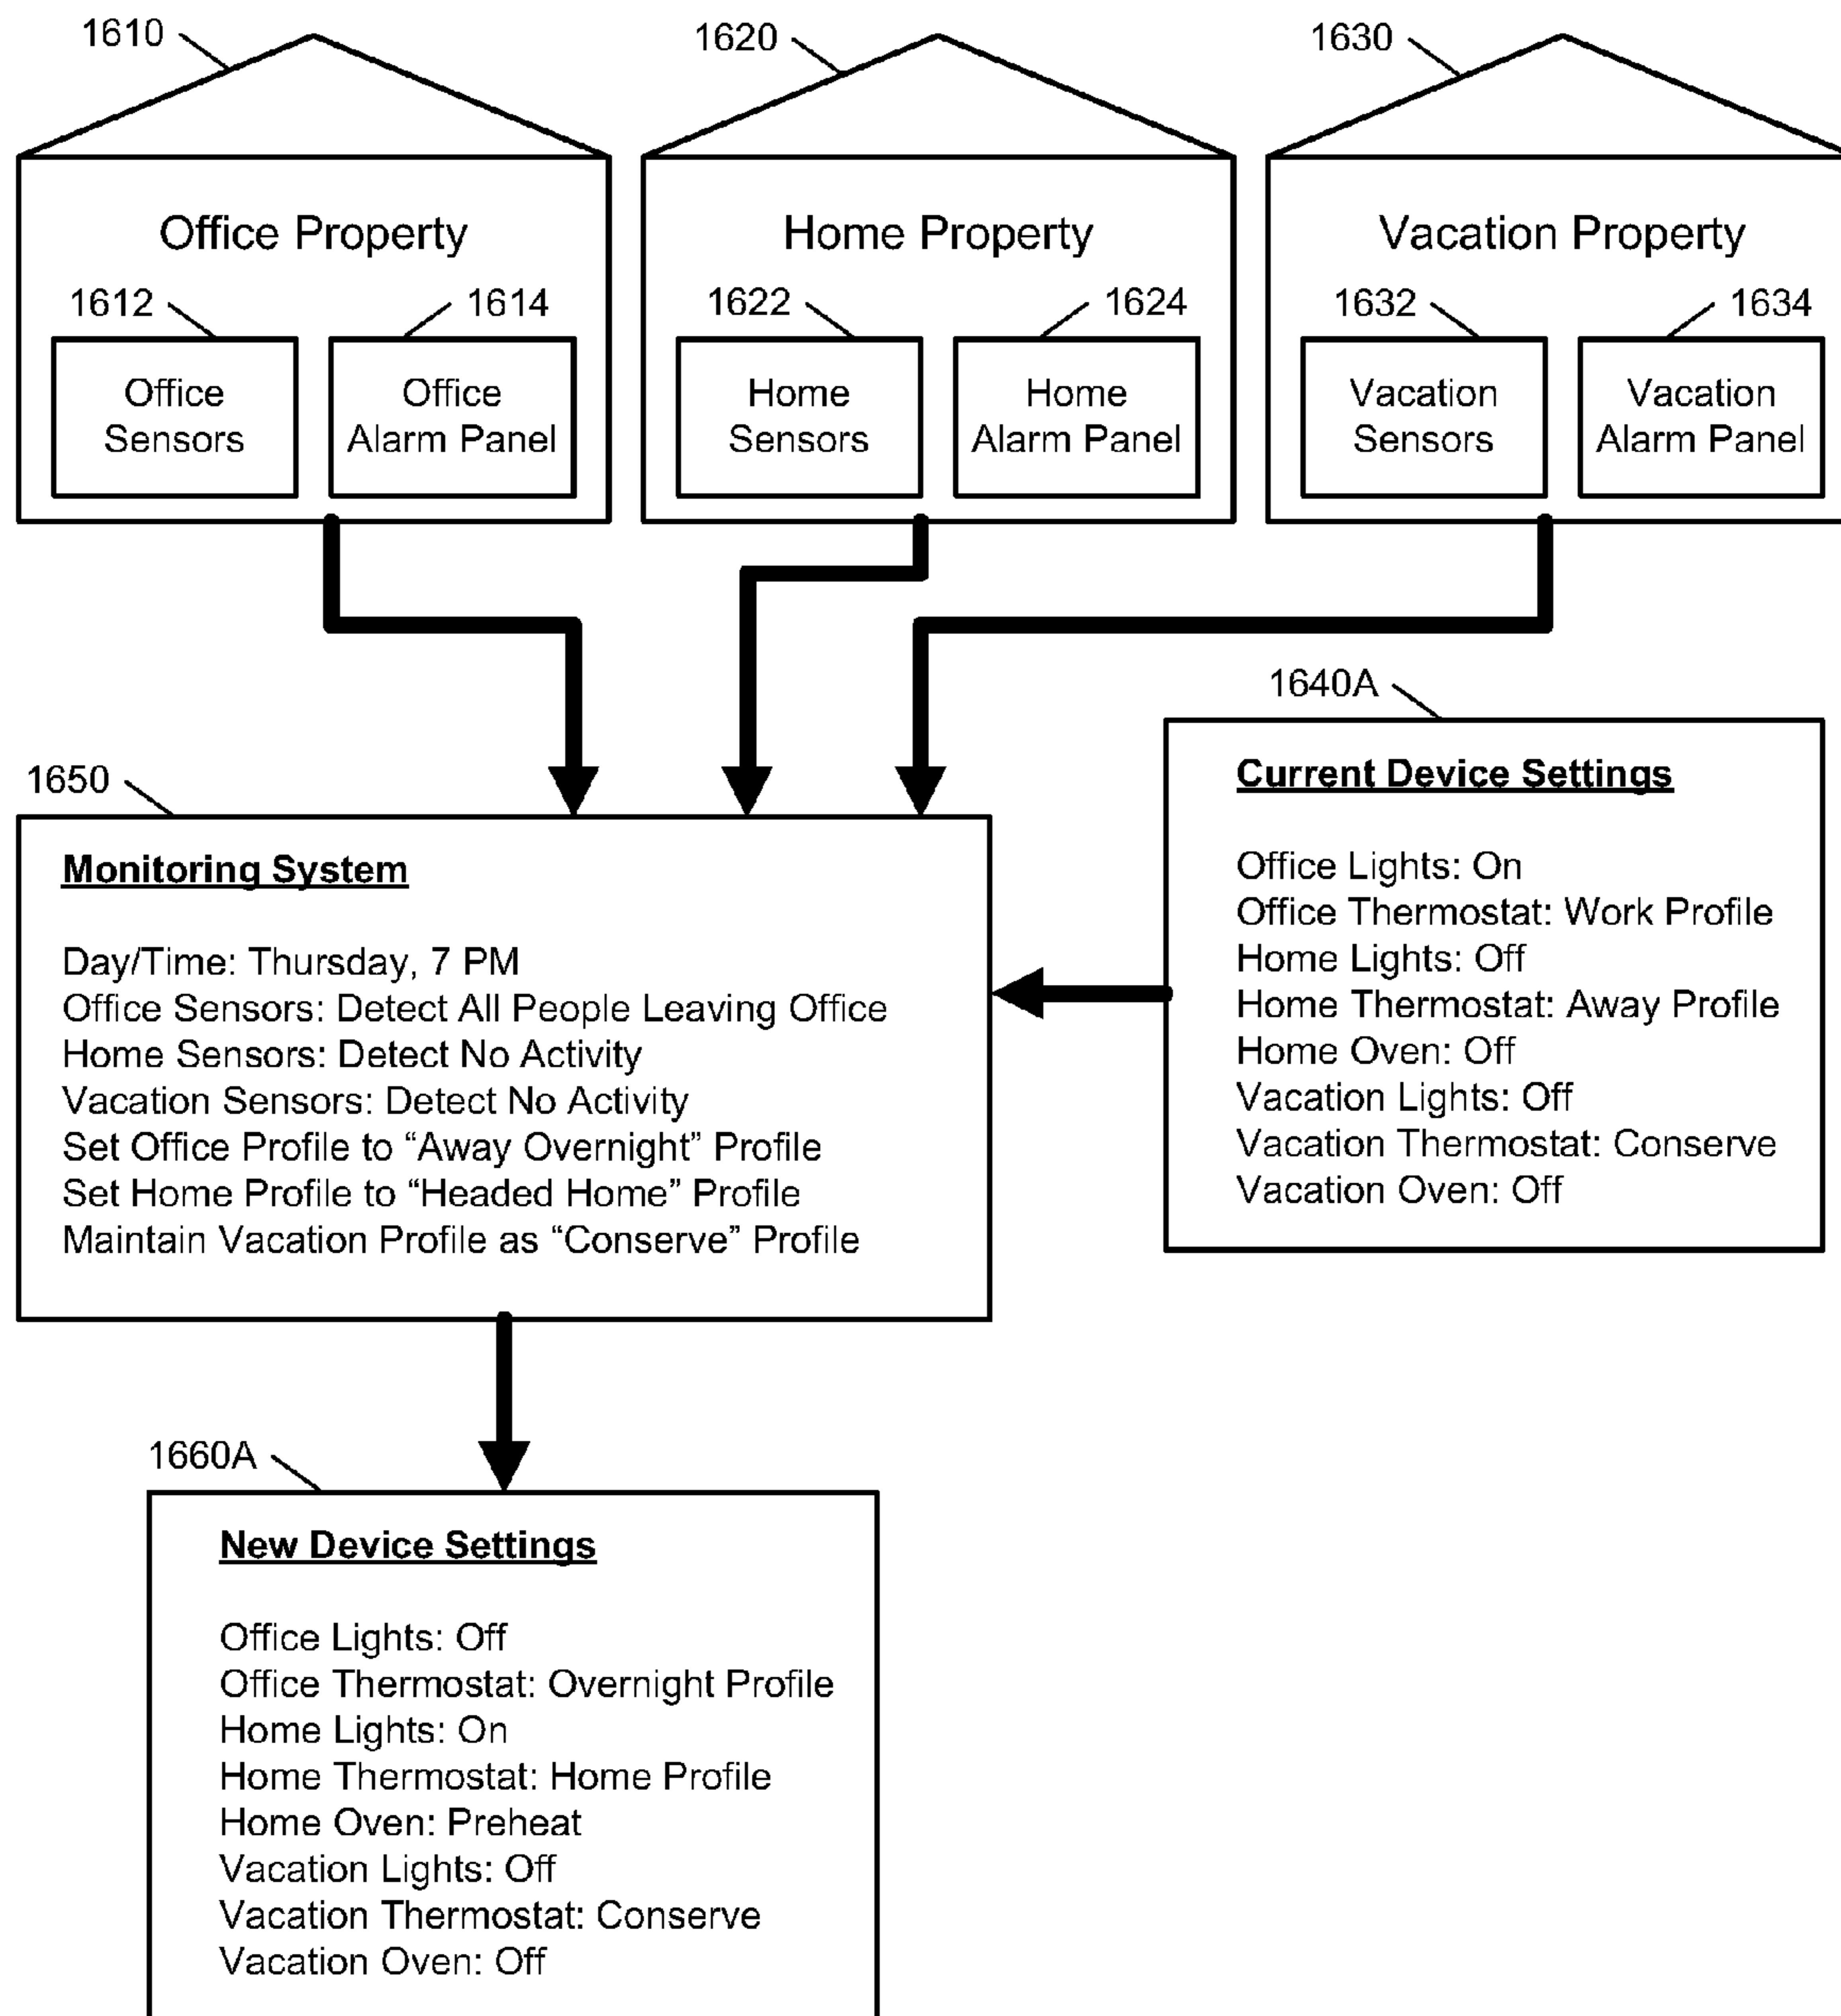 1610
1620
1630
Office Property
Home Property
Vacation Property
1612
1614
1622
1624
1632
1634
Office
Sensors
Office
Alarm Panel
Home
Sensors
Home
Alarm Panel
Vacation
Sensors
Vacation
Alarm Panel
1640A
Current Device Settings
Office Lights: On
Office Thermostat: Work Profile
Home Lights: Off
Home Thermostat: Away Profile
Home Oven: Off
Vacation Lights: Off
Vacation Thermostat: Conserve
Vacation Oven: Off
1650
Monitoring System
Day/Time: Thursday, 7 PM
Office Sensors: Detect All People Leaving Office
Home Sensors: Detect No Activity
Vacation Sensors: Detect No Activity
Set Office Profile to “Away Overnight” Profile
Set Home Profile to “Headed Home” Profile
Maintain Vacation Profile as “Conserve” Profile
1660A
New Device Settings
Office Lights: Off
Office Thermostat: Overnight Profile
Home Lights: On
Home Thermostat: Home Profile
Home Oven: Preheat
Vacation Lights: Off
Vacation Thermostat: Conserve
Vacation Oven: Off